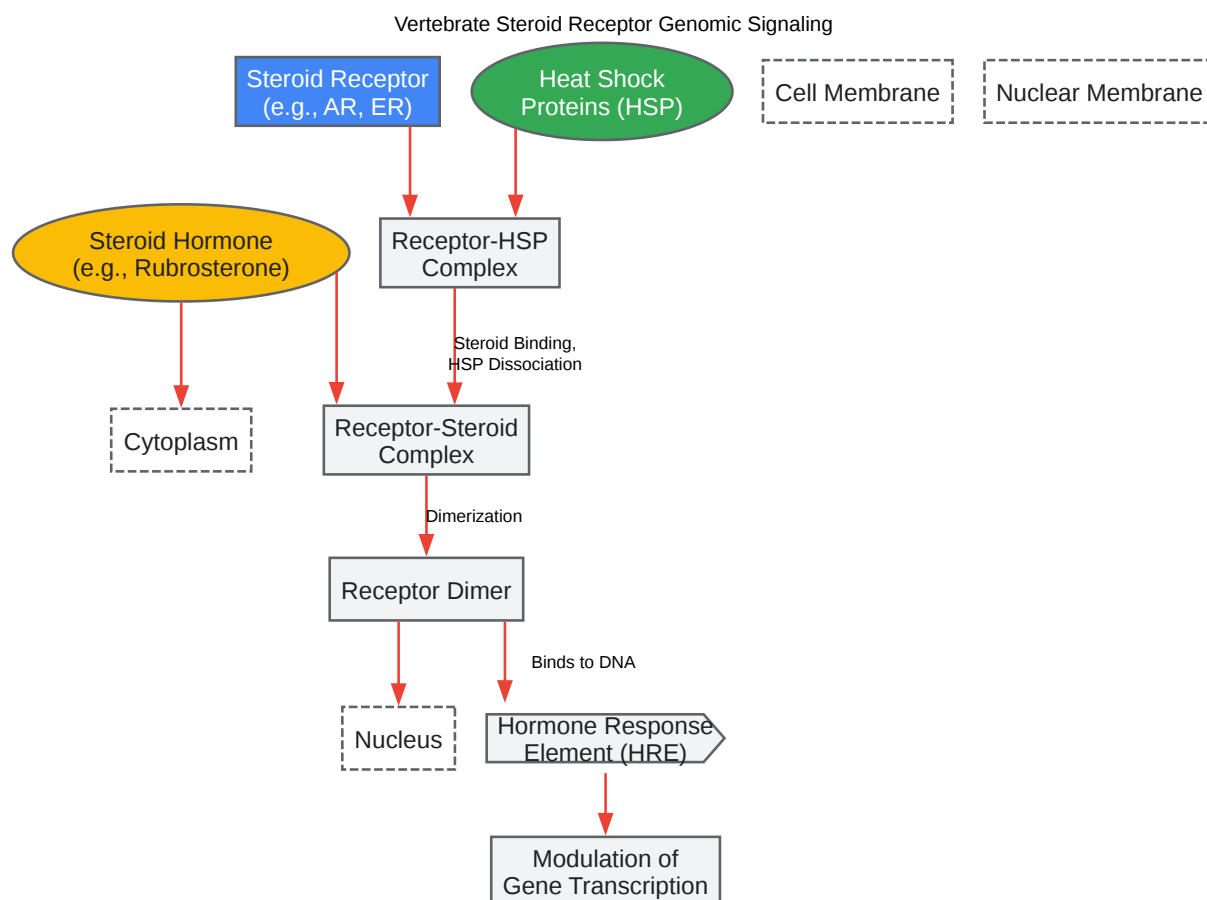 Vertebrate Steroid Receptor Genomic Signaling
Steroid Receptor
(e.g., AR, ER)
Heat Shock
Proteins (HSP)
Cell Membrane
Nuclear Membrane
Steroid Hormone
(e.g., Rubrosterone)
Receptor-HSP
Complex
Steroid Binding,
HSP Dissociation
Cytoplasm
Receptor-Steroid
Complex
Dimerization
Receptor Dimer
Binds to DNA
Nucleus
Hormone Response
Element (HRE)
Modulation of
Gene Transcription